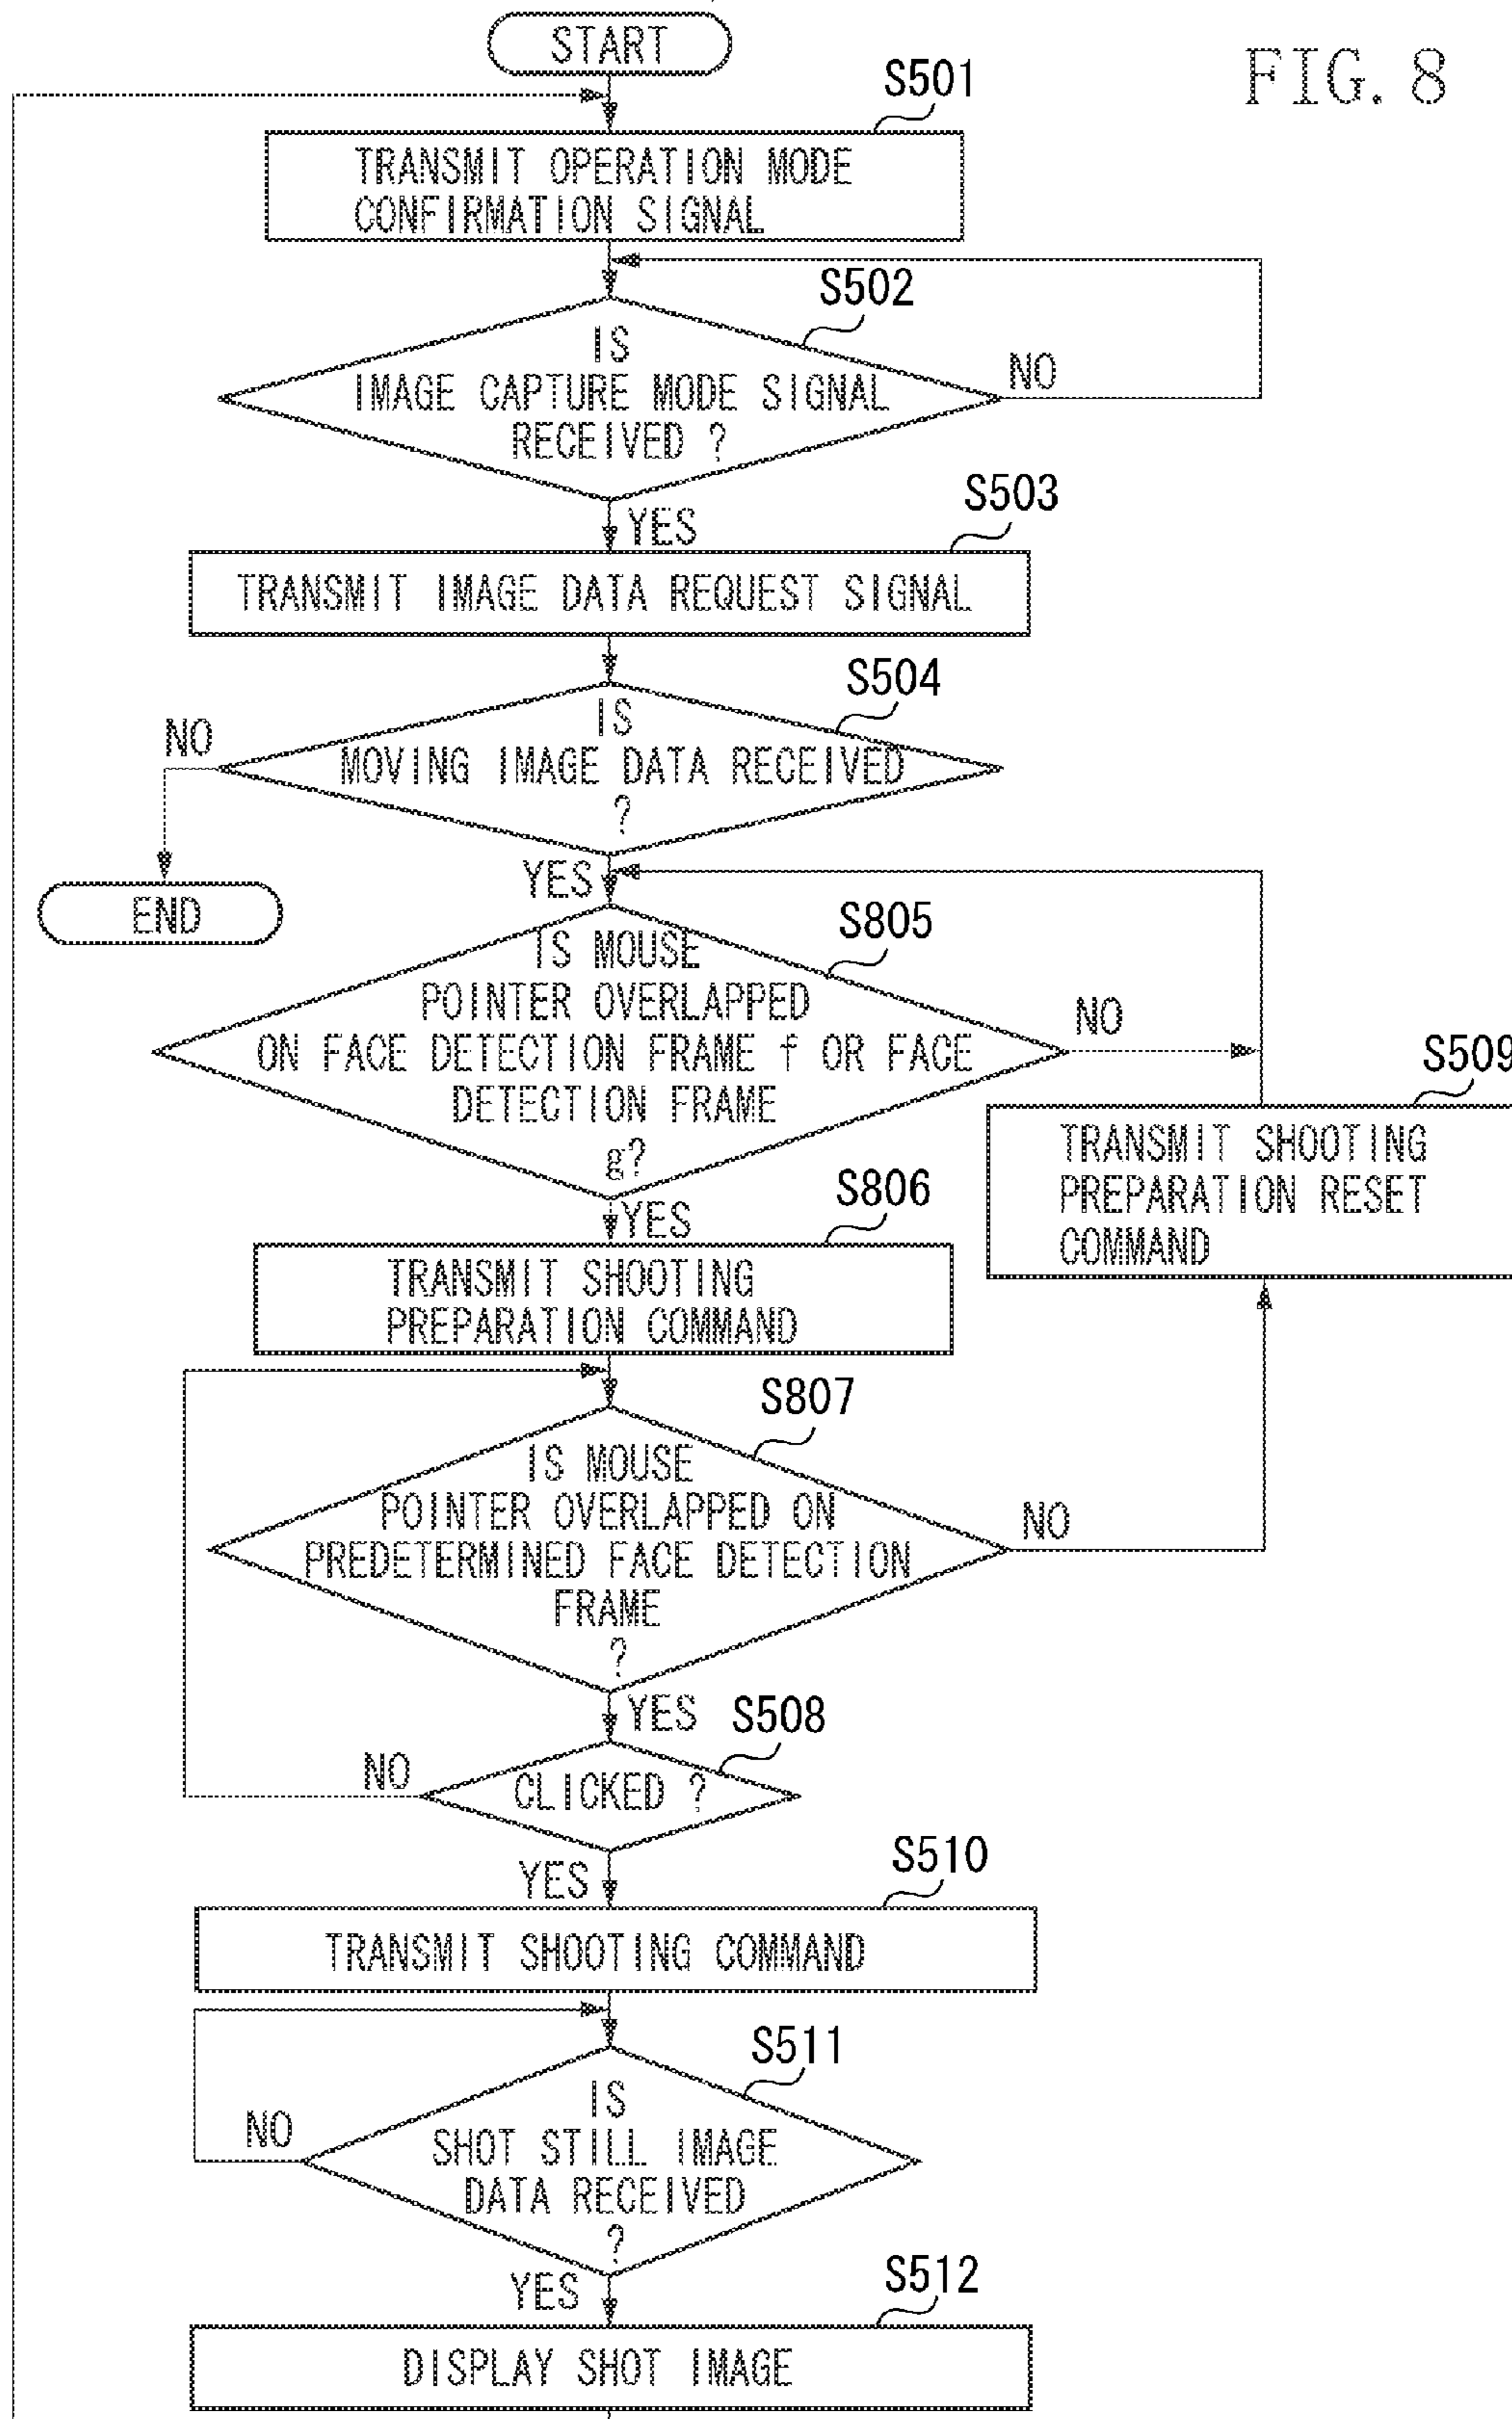 START
FIG. 8
S501
TRANSMIT OPERATION MODE
CONFIRMATION SIGNAL
S502
IS
IMAGE CAPTURE MODE SIGNAL
RECEIVED ?
NO
YES
S503
TRANSMIT IMAGE DATA REQUEST SIGNAL
S504
IS
MOVING IMAGE DATA RECEIVED
?
NO
END
YES
S805
IS MOUSE
POINTER OVERLAPPED
ON FACE DETECTION FRAME f OR FACE
DETECTION FRAME
g?
NO
S509
TRANSMIT SHOOTING
PREPARATION RESET
COMMAND
YES
S806
TRANSMIT SHOOTING
PREPARATION COMMAND
S807
IS MOUSE
POINTER OVERLAPPED ON
PREDETERMINED FACE DETECTION
FRAME
?
NO
YES
S508
CLICKED ?
NO
YES
S510
TRANSMIT SHOOTING COMMAND
S511
IS
SHOT STILL IMAGE
DATA RECEIVED
?
NO
YES
S512
DISPLAY SHOT IMAGE